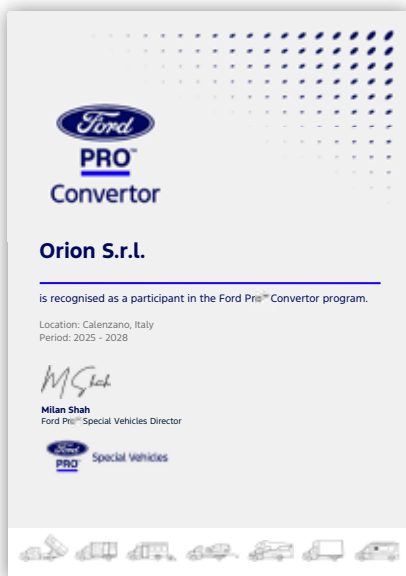 Ford
PRO™
Convertor
Orion S.r.l.
is recognised as a participant in the Ford Pro™ Convertor program.
Location: Calenzano, Italy
Period: 2025 - 2028
M Shah
Milan Shah
Ford Pro™ Special Vehicles Director
Ford
PRO
Special Vehicles